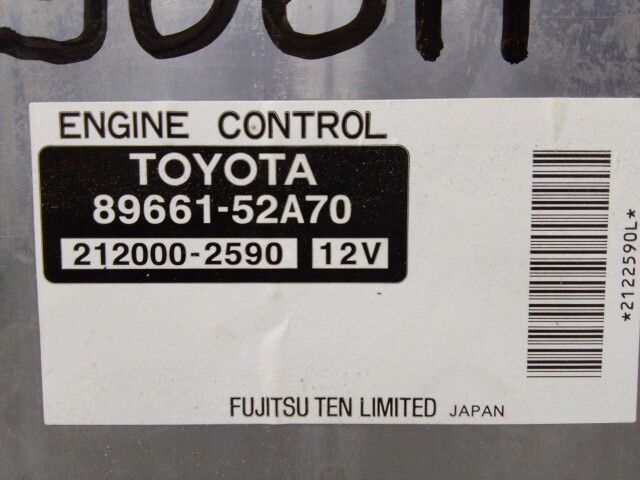 ENGINE CONTROL
TOYOTA
89661-52A70
212000-2590 12V
*2122590L*
FUJITSU TEN LIMITED JAPAN